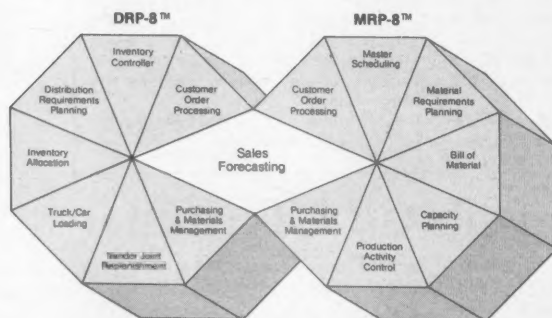 DRP-8™
MRP-8™
Inventory
Controller
Customer
Order
Processing
Distribution
Requirements
Planning
Inventory
Allocation
Truck/Car
Loading
Vendor Joint
Replenishment
Purchasing
& Materials
Management
Sales
Forecasting
Customer
Order
Processing
Master
Scheduling
Material
Requirements
Planning
Bill of
Material
Capacity
Planning
Production
Activity
Control
Purchasing
& Materials
Management